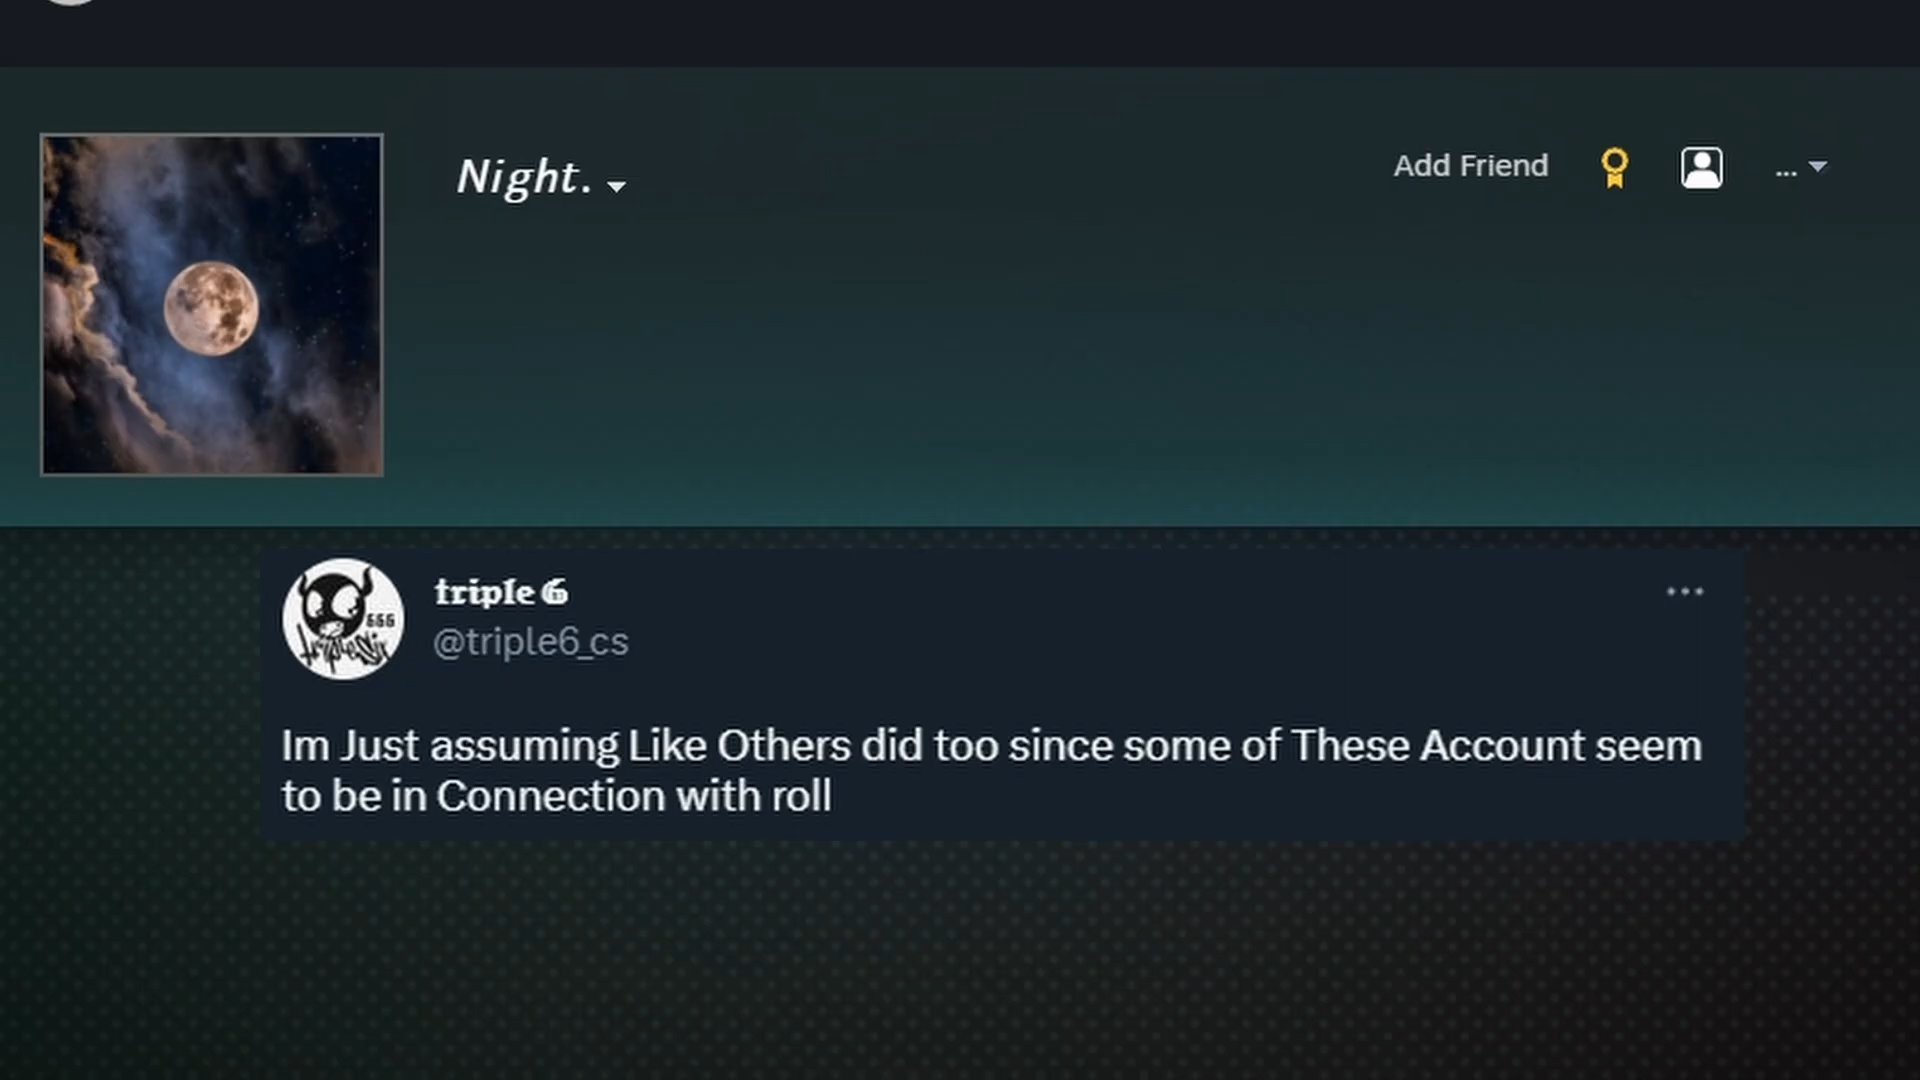 Night.
Add Friend
...
triple 6
@triple6_cs
666
Im Just assuming Like Others did too since some of These Account seem
to be in Connection with roll